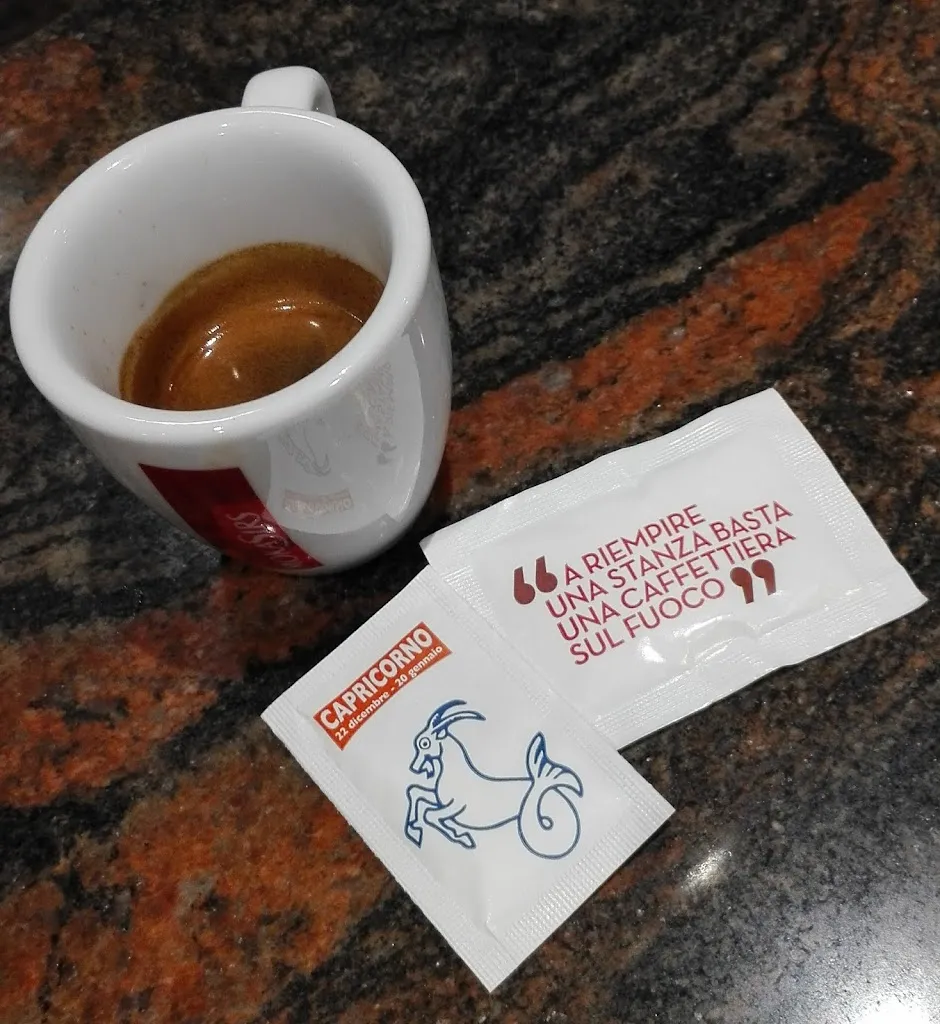 “A RIEMPIRE
UNA STANZA BASTA
UNA CAFFETTIERA
SUL FUOCO”
CAPRICORNO
22 dicembre - 20 gennaio